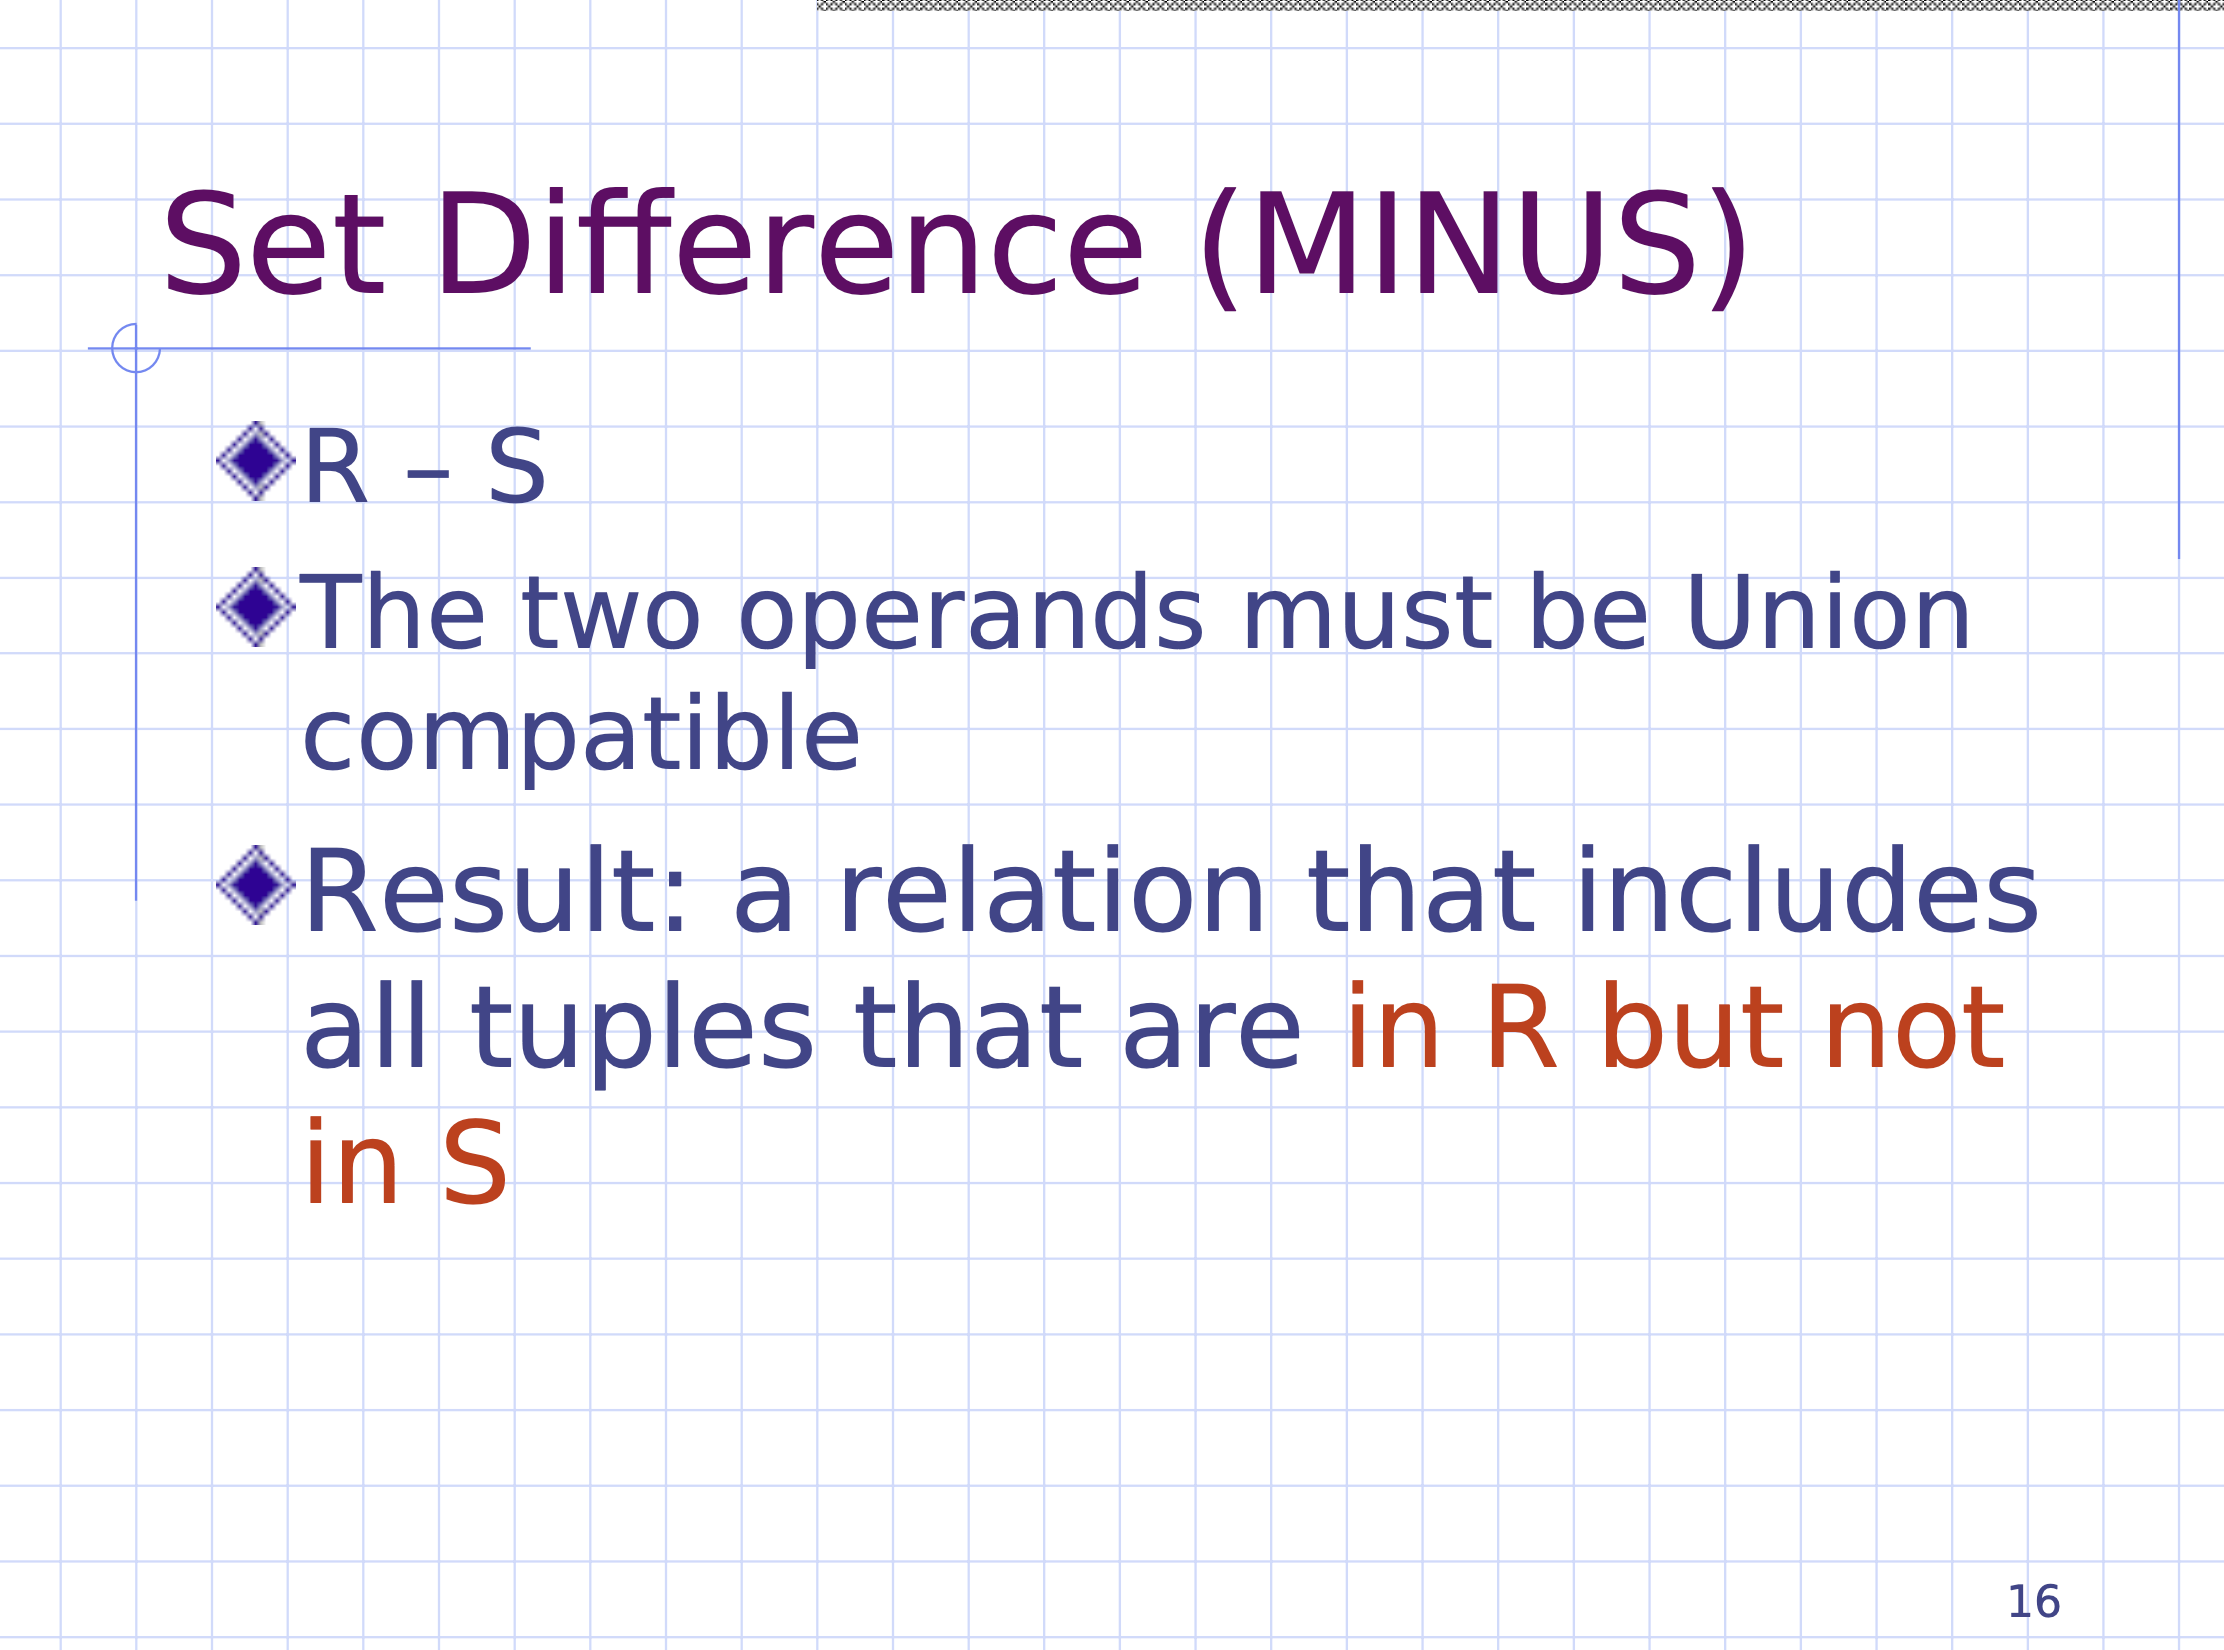 Set Difference (MINUS)
R – S
The two operands must be Union
compatible
Result: a relation that includes
all tuples that are in R but not
in S
16